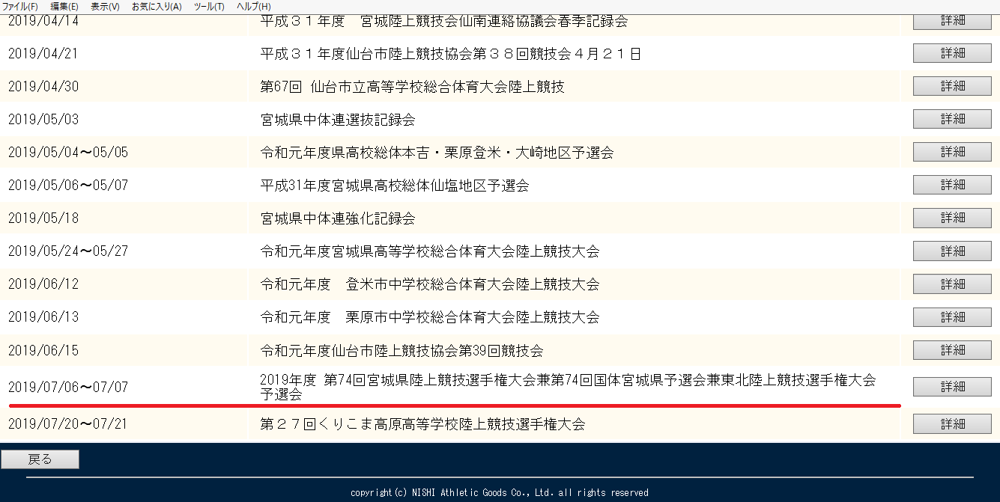 ファイル(F) 編集(E) 表示(V) お気に入り(A) ツール(T) ヘルプ(H)
2019/04/14 平成３１年度　宮城陸上競技会仙南連絡協議会春季記録会 詳細
2019/04/21 平成３１年度仙台市陸上競技協会第３８回競技会４月２１日 詳細
2019/04/30 第67回 仙台市立高等学校総合体育大会陸上競技 詳細
2019/05/03 宮城県中体連選抜記録会 詳細
2019/05/04～05/05 令和元年度県高校総体本吉・栗原登米・大崎地区予選会 詳細
2019/05/06～05/07 平成31年度宮城県高校総体仙塩地区予選会 詳細
2019/05/18 宮城県中体連強化記録会 詳細
2019/05/24～05/27 令和元年度宮城県高等学校総合体育大会陸上競技大会 詳細
2019/06/12 令和元年度　登米市中学校総合体育大会陸上競技大会 詳細
2019/06/13 令和元年度　栗原市中学校総合体育大会陸上競技大会 詳細
2019/06/15 令和元年度仙台市陸上競技協会第39回競技会 詳細
2019/07/06～07/07 2019年度 第74回宮城県陸上競技選手権大会兼第74回国体宮城県予選会兼東北陸上競技選手権大会
予選会 詳細
2019/07/20～07/21 第２７回くりこま高原高等学校陸上競技選手権大会 詳細
戻る
copyright(c) NISHI Athletic Goods Co., Ltd. all rights reserved